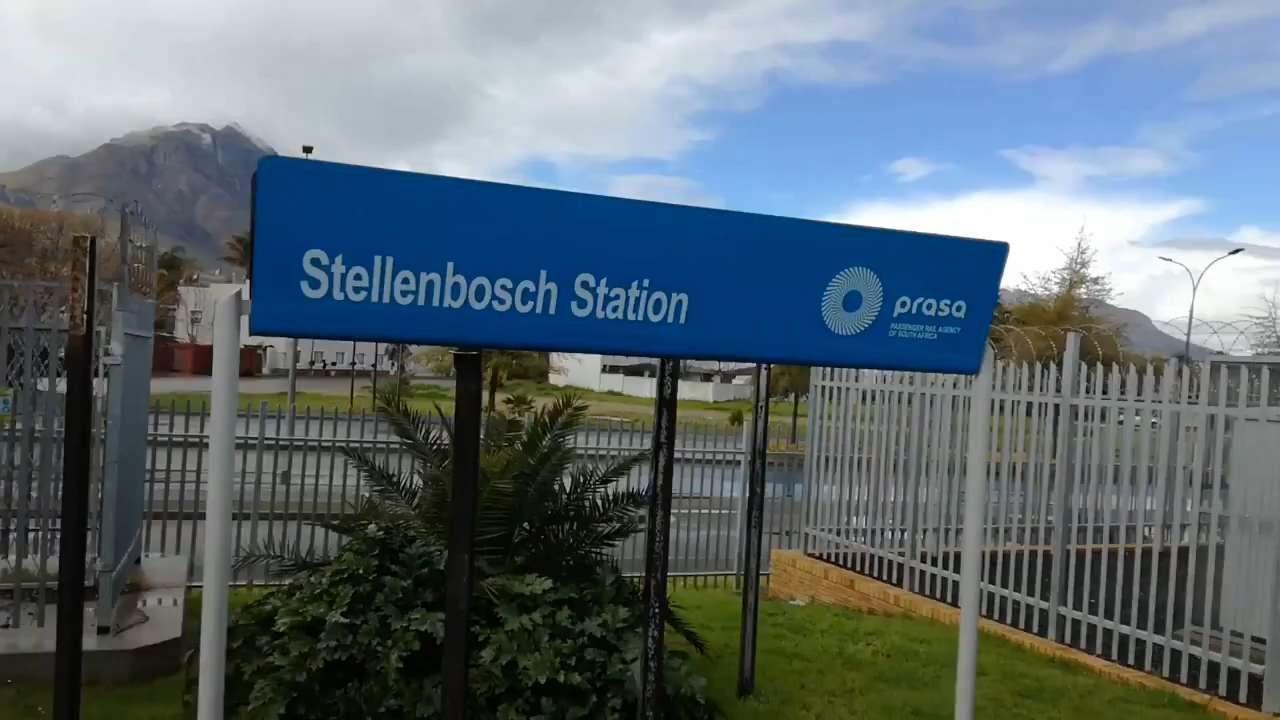 Stellenbosch Station
prasa
PASSENGER RAIL AGENCY
OF SOUTH AFRICA